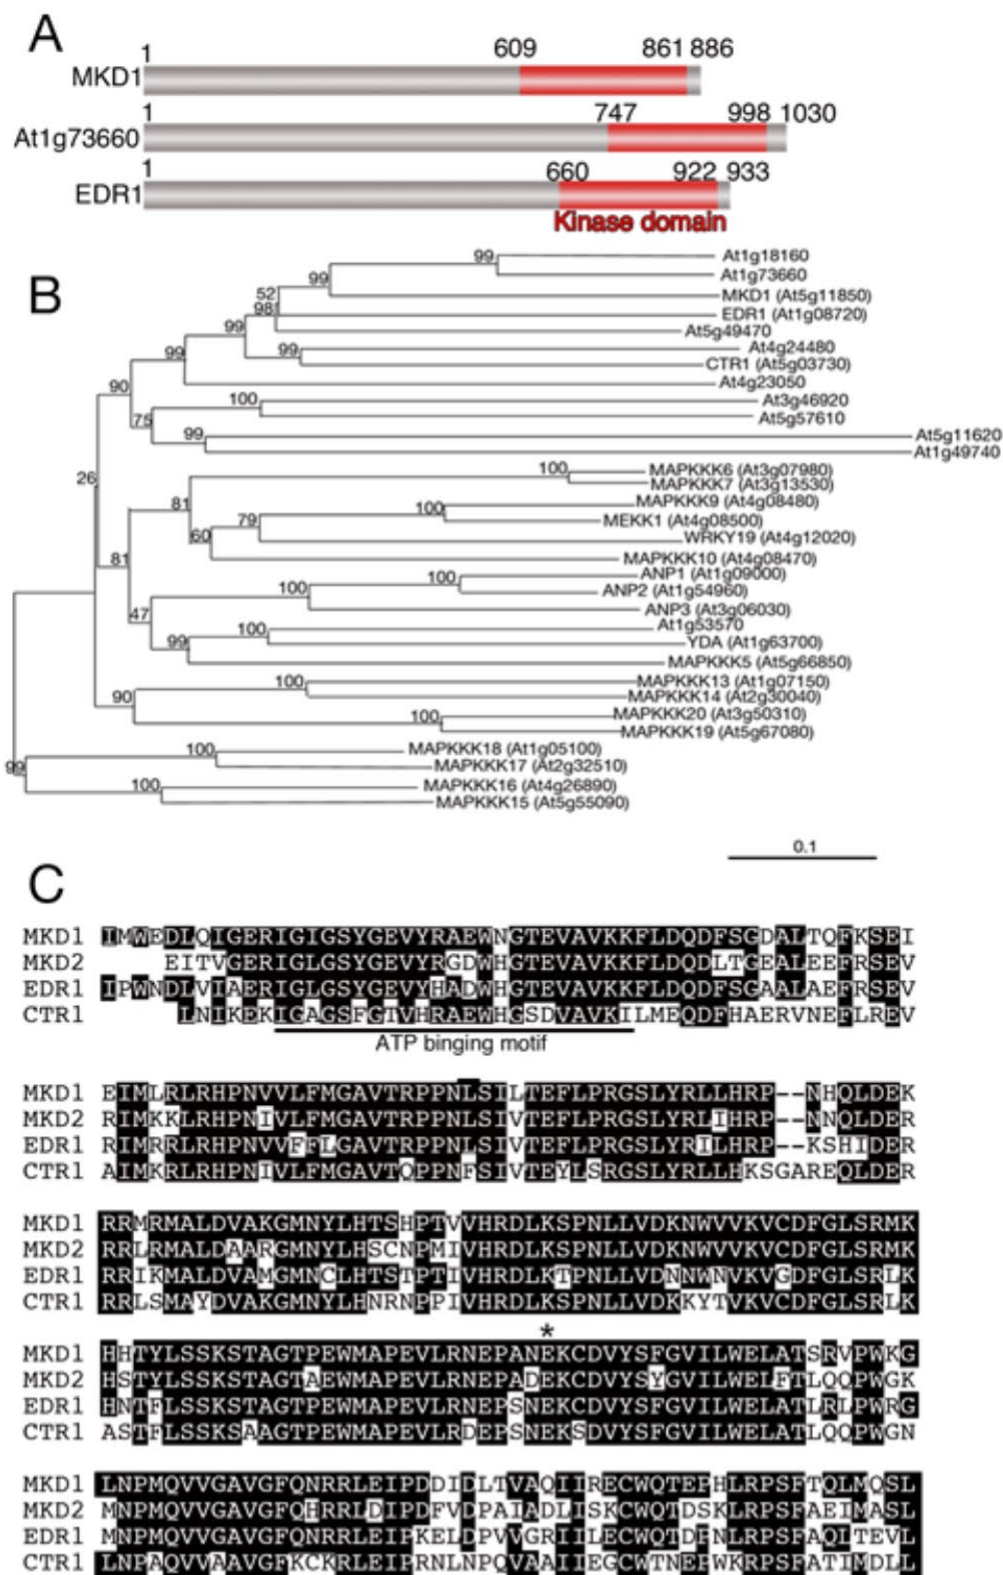 A
1 609 861 886
MKD1
1 747 998 1030
At1g73660
1 660 922 933
EDR1
Kinase domain
B
99 At1g18160
99 At1g73660
52 MKD1 (At5g11850)
98 EDR1 (At1g08720)
99 At5g49470
99 99 At4g24480
CTR1 (At5g03730)
90 At4g23050
100 At3g46920
75 At5g57610
99 At5g11620
At1g49740
26 100 MAPKKK6 (At3g07980)
MAPKKK7 (At3g13530)
81 100 MAPKKK9 (At4g08480)
79 MEKK1 (At4g08500)
60 WRKY19 (At4g12020)
81 MAPKKK10 (At4g08470)
100 ANP1 (At1g09000)
100 ANP2 (At1g54960)
47 ANP3 (At3g06030)
100 At1g53570
99 YDA (At1g63700)
MAPKKK5 (At5g66850)
100 MAPKKK13 (At1g07150)
90 MAPKKK14 (At2g30040)
100 MAPKKK20 (At3g50310)
MAPKKK19 (At5g67080)
100 MAPKKK18 (At1g05100)
99 MAPKKK17 (At2g32510)
100 MAPKKK16 (At4g26890)
MAPKKK15 (At5g55090)
0.1
C
MKD1 IMWEDLQIGERIGIGSYGEVYRAEWNGTEVAVKKFLDQDFSGDALTQFKSEI
MKD2 EITVGERIGLGSYGEVYRGDWHGTEVAVKKFLDQDLTGEALEEFRSEV
EDR1 IPWNDLVIAERIGLGSYGEVYHADWHGTEVAVKKFLDQDFSGAALAEFRSEV
CTR1 LNIKEKIGAGSFGTVHRAEWHGSDVAVKILMEQDFHAERVNEFLREV
ATP binging motif
MKD1 EIMLRLRHPNVVLFMGAVTRPPNLSILTEFLPRGSLYRLLHRP--NHQLDEK
MKD2 RIMKKLRHPNIVLFMGAVTRPPNLSIVTEFLPRGSLYRLIHRP--NNQLDER
EDR1 RIMRRLRHPNVVFFLGAVTRPPNLSIVTEFLPRGSLYRILHRP--KSHIDER
CTR1 AIMKRLRHPNIVLFMGAVTQPPNFSIVTEYLSRGSLYRLLHKSGAREQLDER
MKD1 RRMRMALDVAKGMNYLHTSHPTVVHRDLKSPNLLVDKNWVVKVCDFGLSRMK
MKD2 RRLRMALDAARGMNYLHSCNPMIVHRDLKSPNLLVDKNWVVKVCDFGLSRMK
EDR1 RRIKMALDVAMGMNCLHTSTPTIVHRDLKTPNLLVDNNWNVKVGDFGLSRLK
CTR1 RRLSMAYDVAKGMNYLHNRNPPIVHRDLKSPNLLVDKKYTVKVCDFGLSRLK
*
MKD1 HHTYLSSKSTAGTPEWMAPEVLRNEPANEKCDVYSFGVILWELATSRVPWKG
MKD2 HSTYLSSKSTAGTAEWMAPEVLRNEPADEKCDVYSYGVILWELFTLQQPWGK
EDR1 HNTFLSSKSTAGTPEWMAPEVLRNEPSNEKCDVYSFGVILWELATLRLPWRG
CTR1 ASTFLSSKSAAGTPEWMAPEVLRDEPSNEKSDVYSFGVILWELATLQQPWGN
MKD1 LNPMQVVGAVGFQNRRLEIPDDIDLTVAQIIRECWQTEPHLRPSFTQLMQSL
MKD2 MNPMQVVGAVGFQHRRLDIPDFVDPAIADLISKCWQTDSKLRPSFAEIMASL
EDR1 MNPMQVVGAVGFQNRRLEIPKELDPVVGRIILECWQTDPNLRPSFAQLTEVL
CTR1 LNPAQVVAAVGFKCKRLEIPRNLNPQVAAIIEGCWTNEPWKRPSFATIMDLL